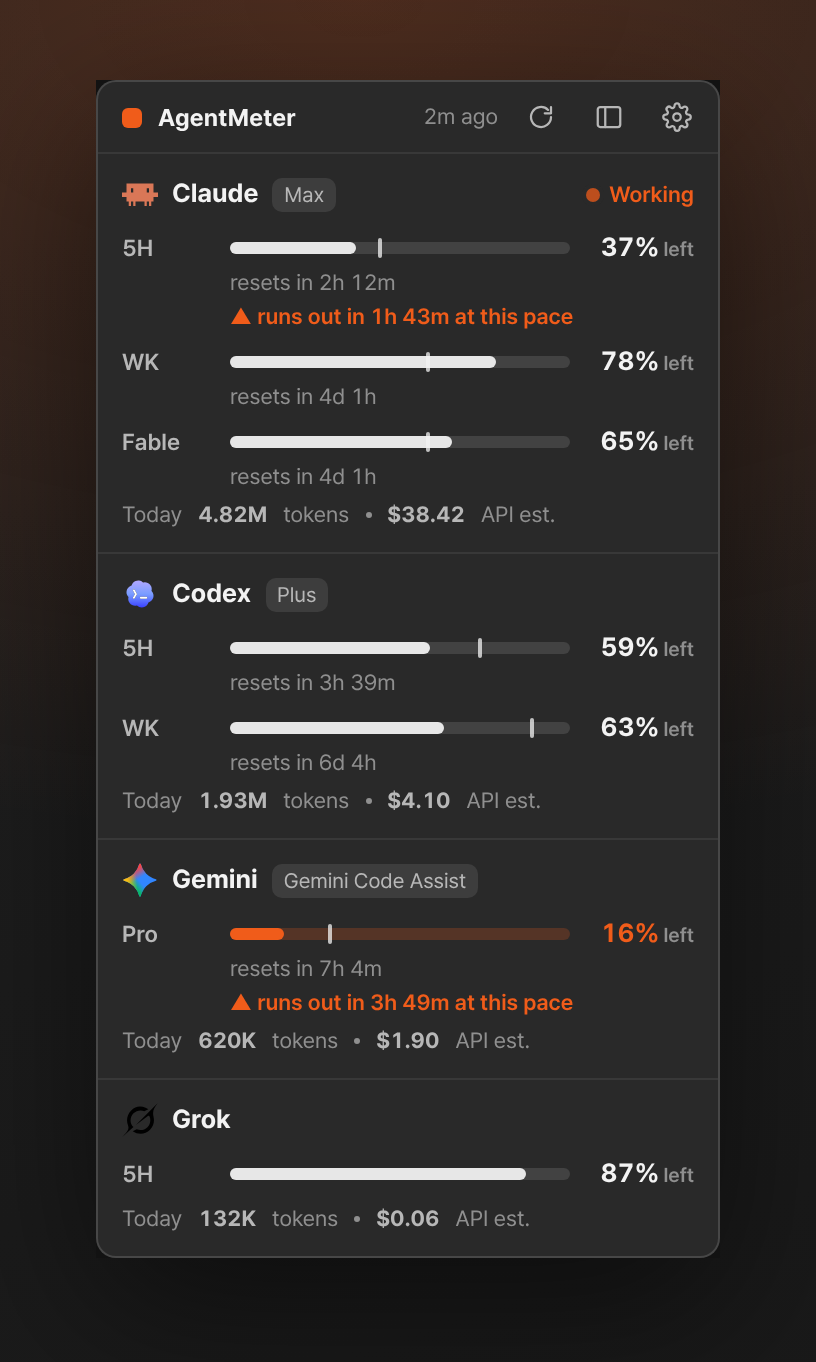 AgentMeter 2m ago
Claude Max Working
5H 37% left
resets in 2h 12m
runs out in 1h 43m at this pace
WK 78% left
resets in 4d 1h
Fable 65% left
resets in 4d 1h
Today 4.82M tokens • $38.42 API est.
Codex Plus
5H 59% left
resets in 3h 39m
WK 63% left
resets in 6d 4h
Today 1.93M tokens • $4.10 API est.
Gemini Gemini Code Assist
Pro 16% left
resets in 7h 4m
runs out in 3h 49m at this pace
Today 620K tokens • $1.90 API est.
Grok
5H 87% left
Today 132K tokens • $0.06 API est.